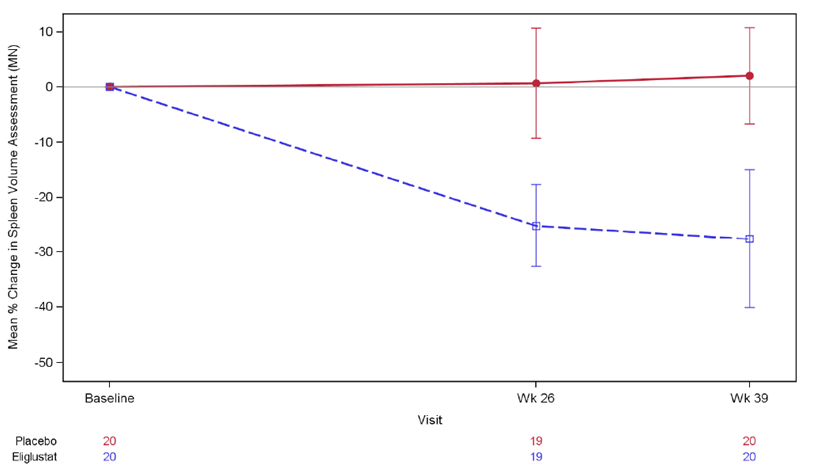 Mean % Change in Spleen Volume Assessment (MN)
10
0
-10
-20
-30
-40
-50
Baseline Wk 26 Wk 39
Visit
Placebo 20 19 20
Eliglustat 20 19 20